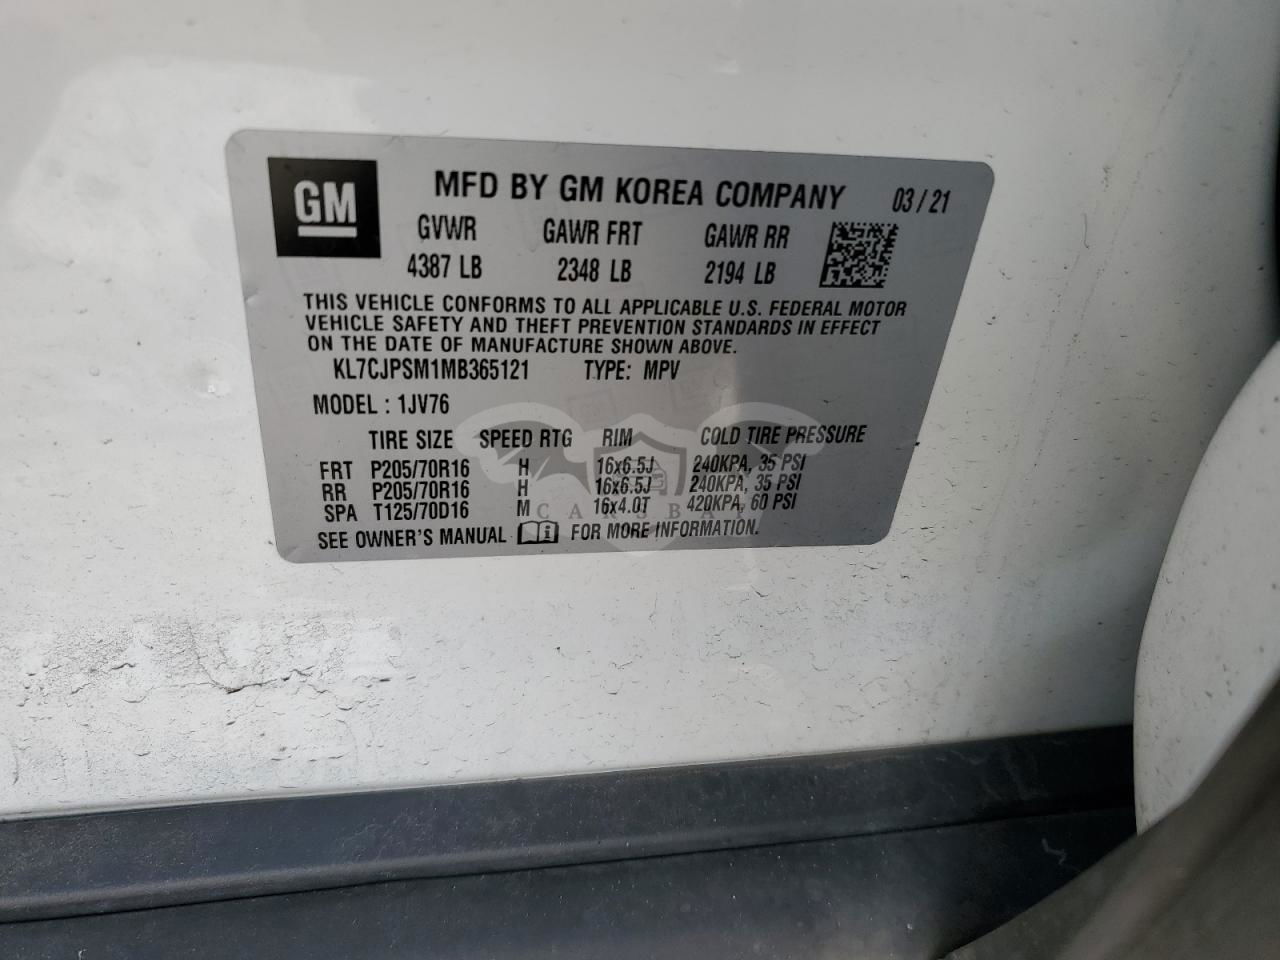 GM
MFD BY GM KOREA COMPANY 03 / 21
GVWR GAWR FRT GAWR RR
4387 LB 2348 LB 2194 LB
THIS VEHICLE CONFORMS TO ALL APPLICABLE U.S. FEDERAL MOTOR
VEHICLE SAFETY AND THEFT PREVENTION STANDARDS IN EFFECT
ON THE DATE OF MANUFACTURE SHOWN ABOVE.
KL7CJPSM1MB365121 TYPE: MPV
MODEL : 1JV76
TIRE SIZE SPEED RTG RIM COLD TIRE PRESSURE
FRT P205/70R16 H 16x6.5J 240KPA, 35 PSI
RR P205/70R16 H 16x6.5J 240KPA, 35 PSI
SPA T125/70D16 M 16x4.0T 420KPA, 60 PSI
CARSBAT
SEE OWNER'S MANUAL FOR MORE INFORMATION.